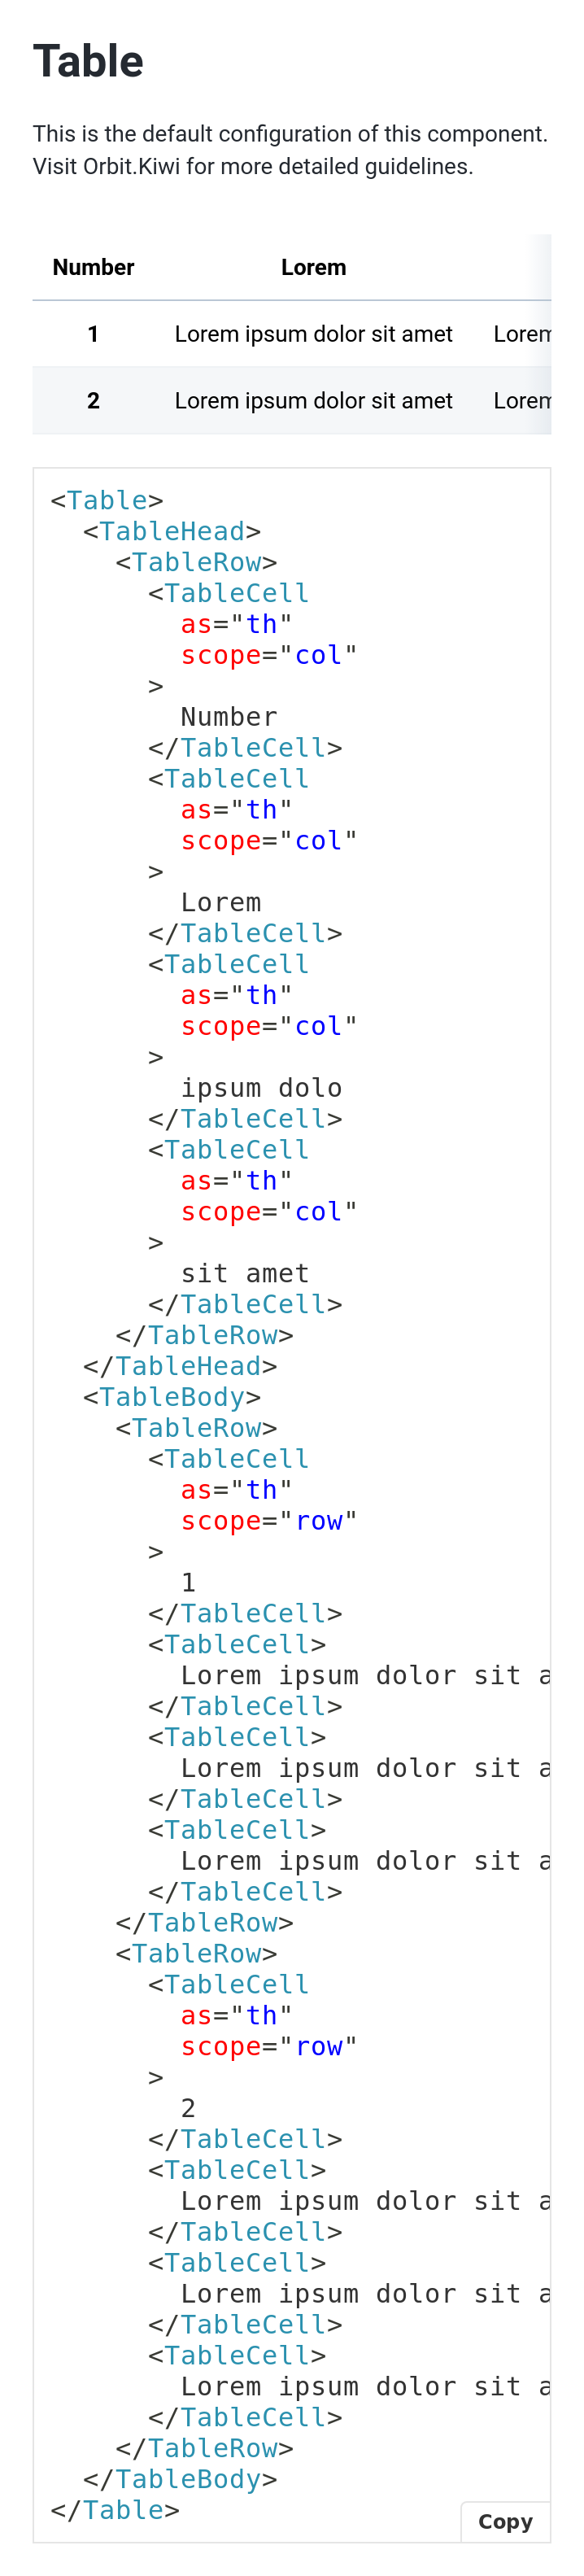 Table
This is the default configuration of this component.
Visit Orbit.Kiwi for more detailed guidelines.
Number Lorem
1 Lorem ipsum dolor sit amet Lorem
2 Lorem ipsum dolor sit amet Lorem
<Table>
<TableHead>
<TableRow>
<TableCell
as="th"
scope="col"
>
Number
</TableCell>
<TableCell
as="th"
scope="col"
>
Lorem
</TableCell>
<TableCell
as="th"
scope="col"
>
ipsum dolo
</TableCell>
<TableCell
as="th"
scope="col"
>
sit amet
</TableCell>
</TableRow>
</TableHead>
<TableBody>
<TableRow>
<TableCell
as="th"
scope="row"
>
1
</TableCell>
<TableCell>
Lorem ipsum dolor sit a
</TableCell>
<TableCell>
Lorem ipsum dolor sit a
</TableCell>
<TableCell>
Lorem ipsum dolor sit a
</TableCell>
</TableRow>
<TableRow>
<TableCell
as="th"
scope="row"
>
2
</TableCell>
<TableCell>
Lorem ipsum dolor sit a
</TableCell>
<TableCell>
Lorem ipsum dolor sit a
</TableCell>
<TableCell>
Lorem ipsum dolor sit a
</TableCell>
</TableRow>
</TableBody>
</Table>
Copy